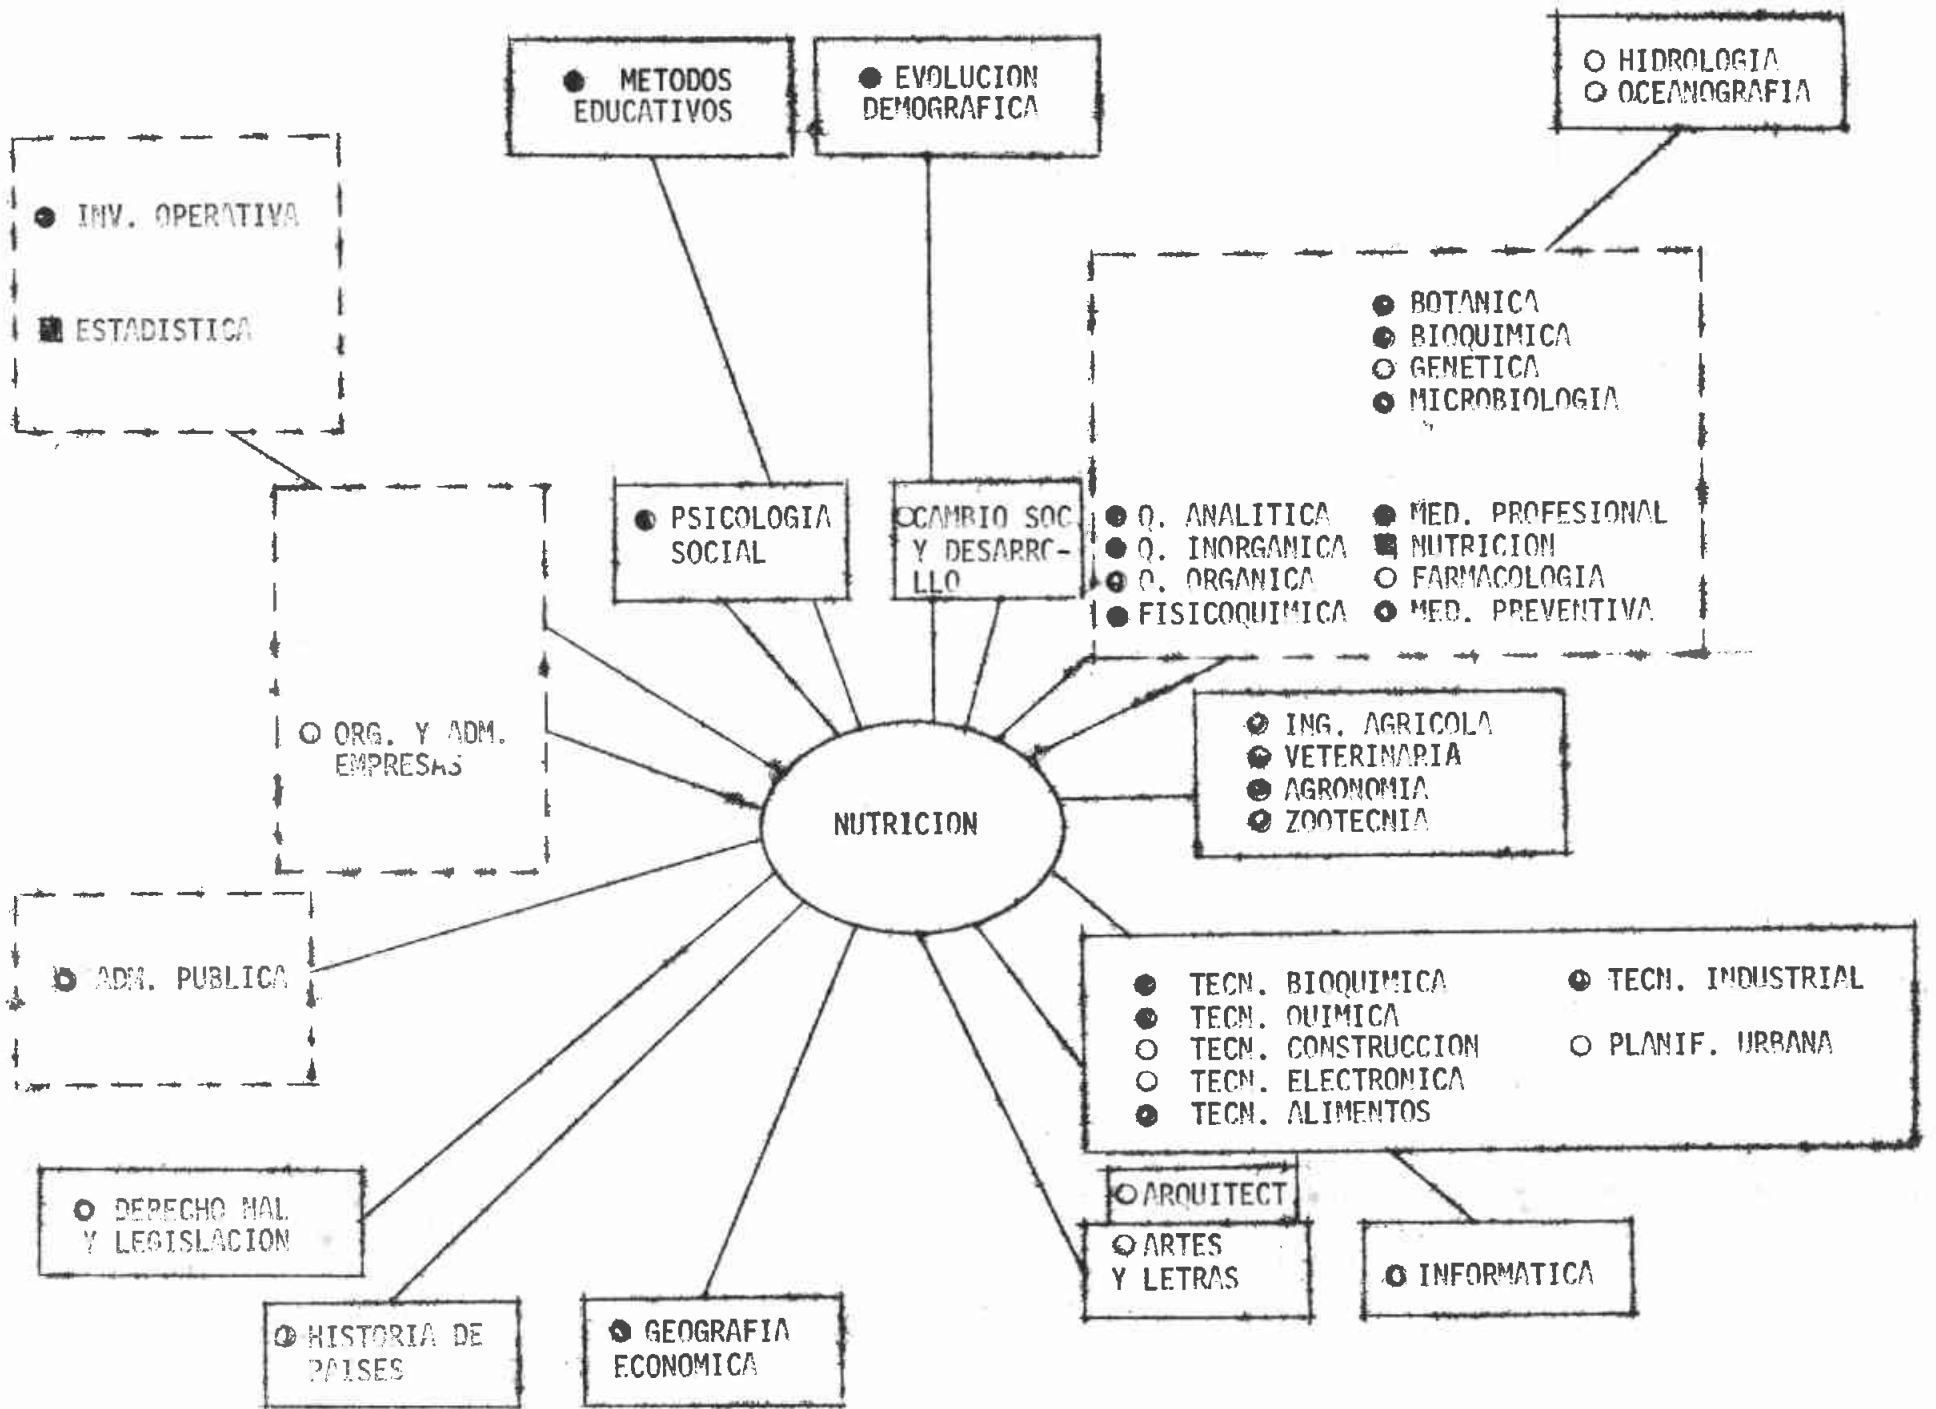 METODOS
EDUCATIVOS
EVOLUCION
DEMOGRAFICA
HIDROLOGIA
OCEANOGRAFIA
INV. OPERATIVA
ESTADISTICA
BOTANICA
BIOQUIMICA
GENETICA
MICROBIOLOGIA
PSICOLOGIA
SOCIAL
CAMBIO SOC
Y DESARRO-
LLO
Q. ANALITICA
Q. INORGANICA
Q. ORGANICA
FISICOQUIMICA
MED. PROFESIONAL
NUTRICION
FARMACOLOGIA
MED. PREVENTIVA
ORG. Y ADM.
EMPRESAS
ING. AGRICOLA
VETERINARIA
AGRONOMIA
ZOOTECNIA
NUTRICION
ADM. PUBLICA
TECN. BIOQUIMICA
TECN. QUIMICA
TECN. CONSTRUCCION
TECN. ELECTRONICA
TECN. ALIMENTOS
TECN. INDUSTRIAL
PLANIF. URBANA
DERECHO NAL
Y LEGISLACION
ARQUITECT
ARTES
Y LETRAS
INFORMATICA
HISTORIA DE
PAISES
GEOGRAFIA
ECONOMICA